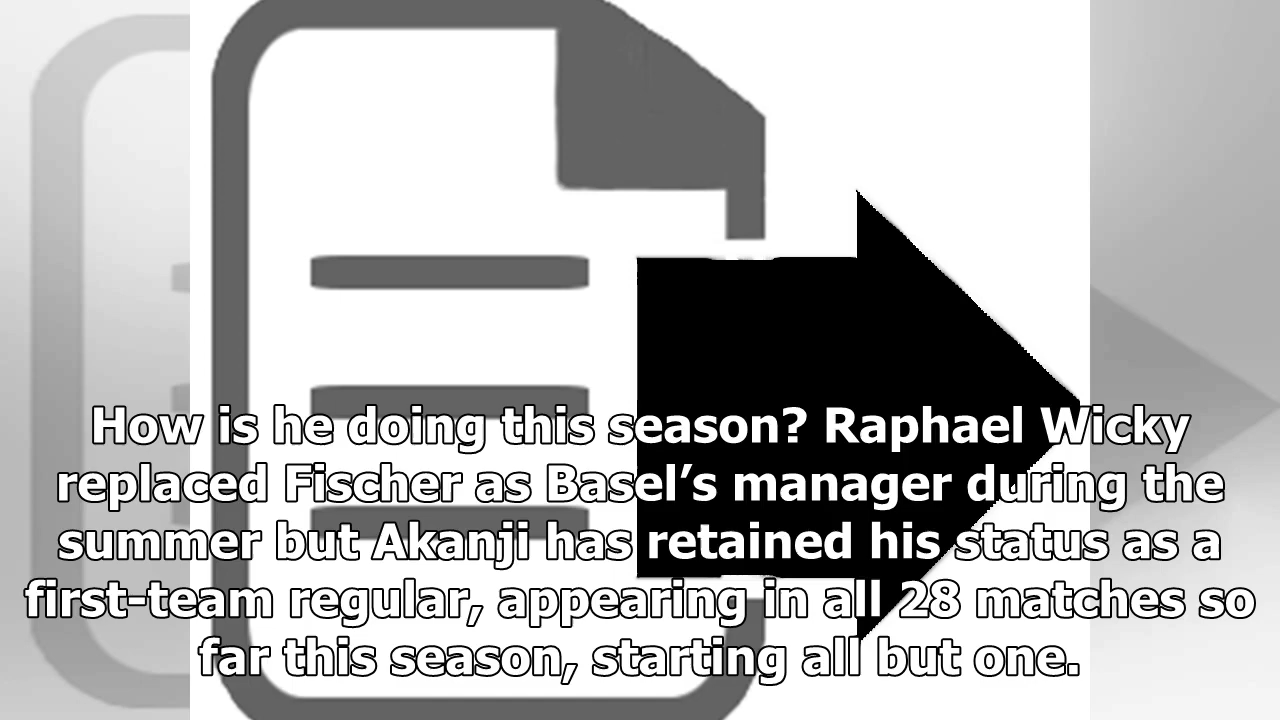 How is he doing this season? Raphael Wicky
replaced Fischer as Basel’s manager during the
summer but Akanji has retained his status as a
first-team regular, appearing in all 28 matches so
far this season, starting all but one.